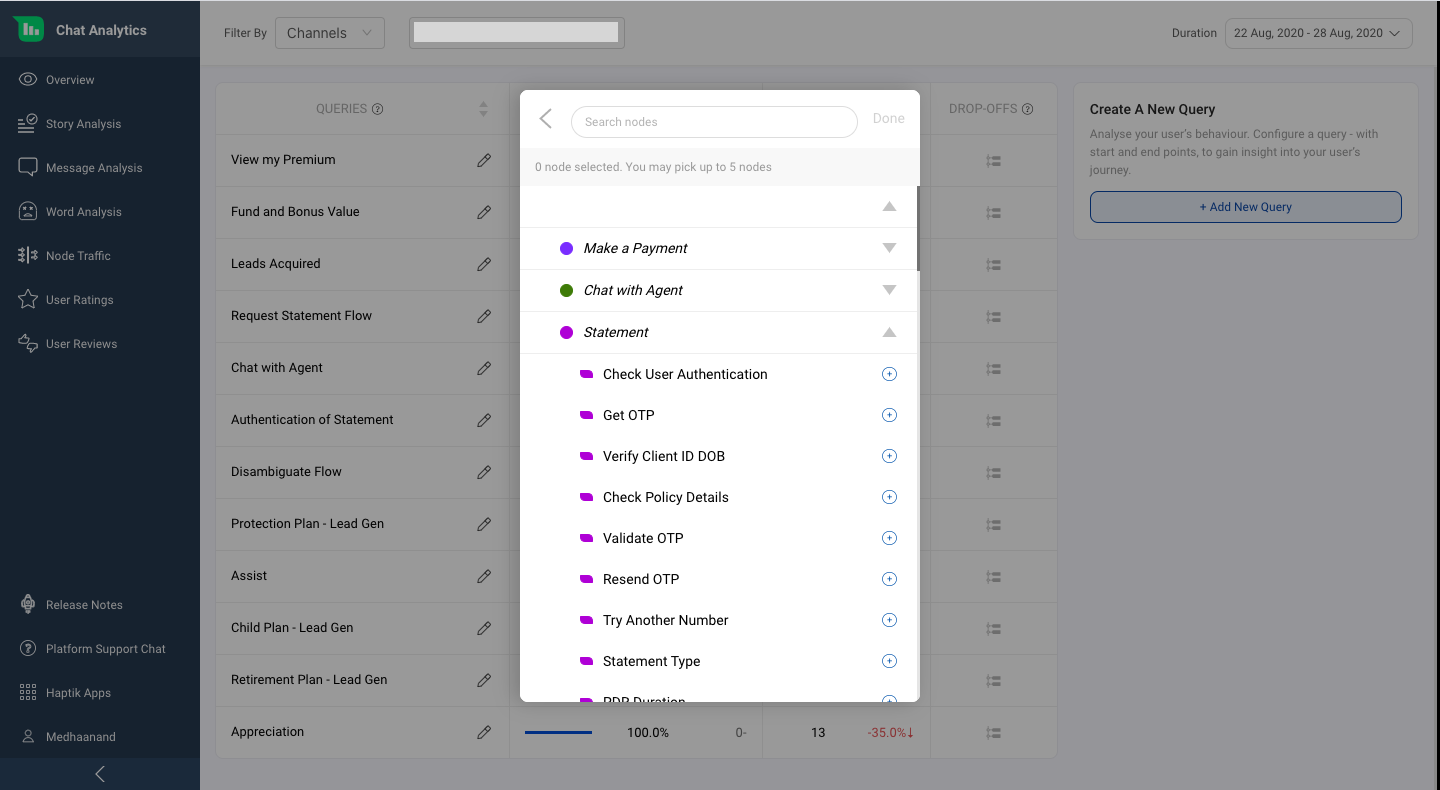 Chat Analytics
Overview
Story Analysis
Message Analysis
Word Analysis
Node Traffic
User Ratings
User Reviews
Release Notes
Platform Support Chat
Haptik Apps
Medhaanand
Filter By
Channels
Duration
22 Aug, 2020 - 28 Aug, 2020
QUERIES
DROP-OFFS
View my Premium
Fund and Bonus Value
Leads Acquired
Request Statement Flow
Chat with Agent
Authentication of Statement
Disambiguate Flow
Protection Plan - Lead Gen
Assist
Child Plan - Lead Gen
Retirement Plan - Lead Gen
Appreciation 100.0% 0- 13 -35.0%↓
Search nodes
Done
0 node selected. You may pick up to 5 nodes
Make a Payment
Chat with Agent
Statement
Check User Authentication
Get OTP
Verify Client ID DOB
Check Policy Details
Validate OTP
Resend OTP
Try Another Number
Statement Type
Duration
Create A New Query
Analyse your user's behaviour. Configure a query - with
start and end points, to gain insight into your user's
journey.
+ Add New Query